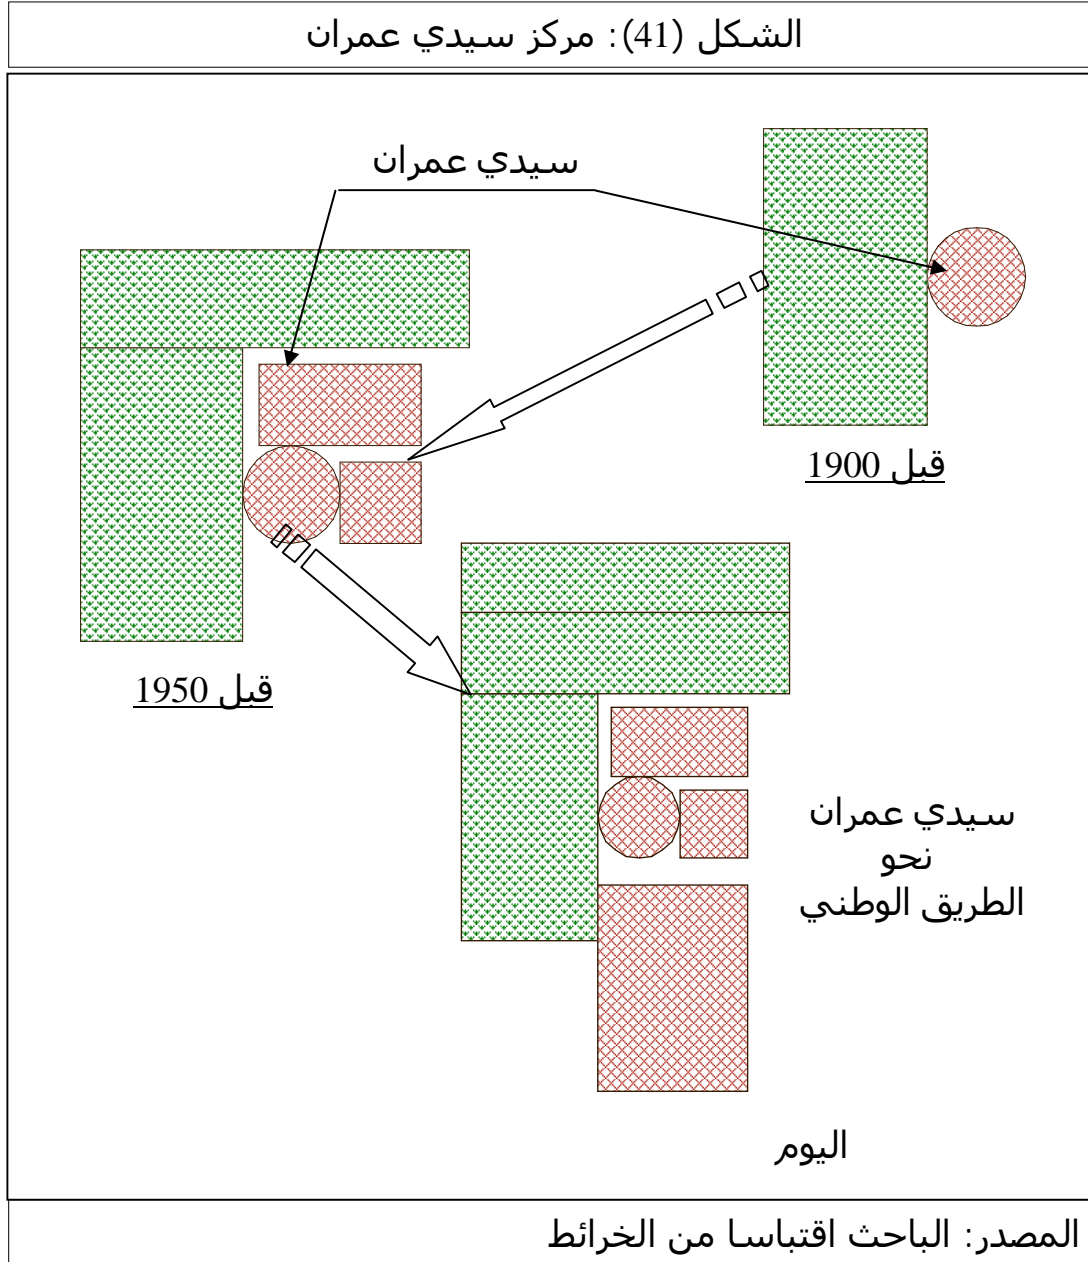 الشكل (41): مركز سيدي عمران
سيدي عمران
قبل 1900
قبل 1950
سيدي عمران
نحو
الطريق الوطني
اليوم
المصدر: الباحث اقتباسا من الخرائط